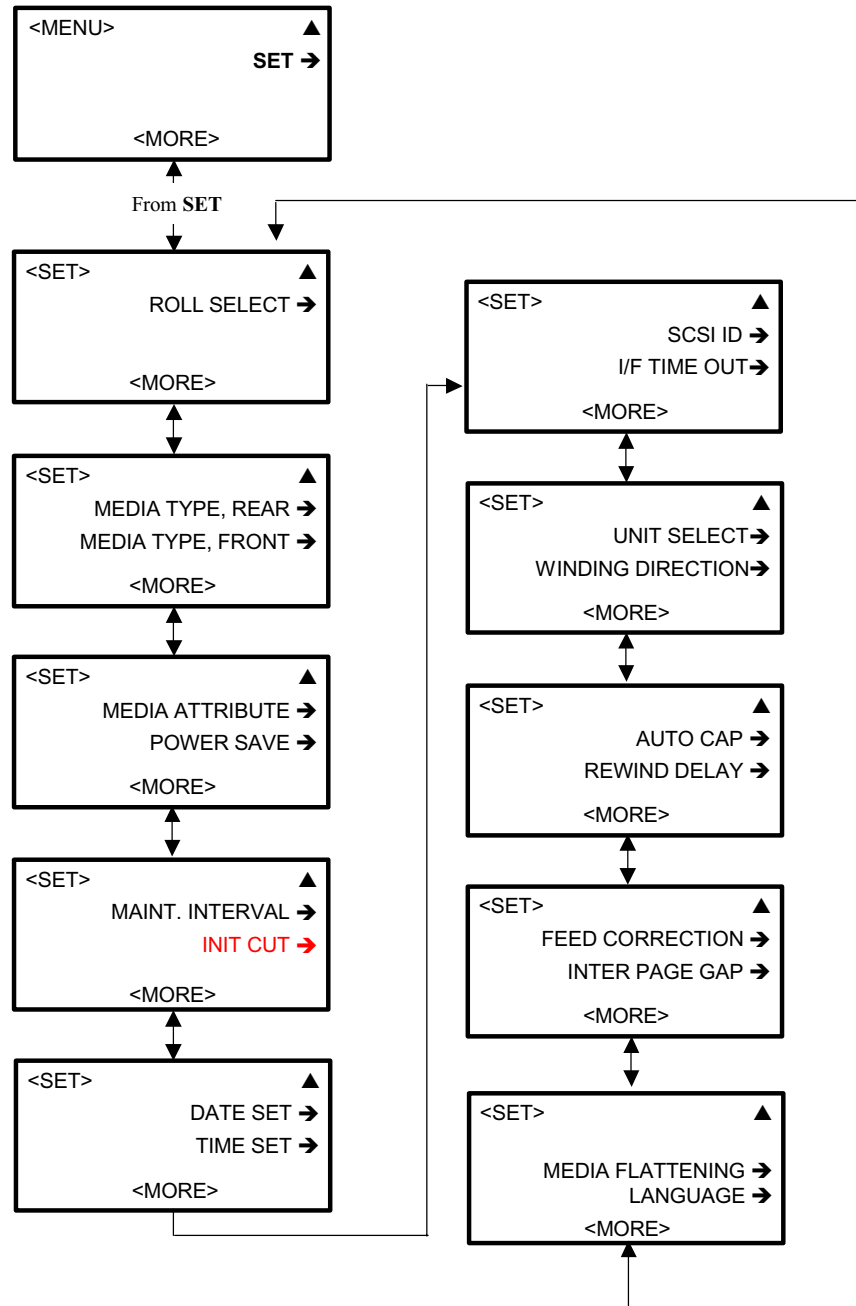 <MENU> ▲
SET ➔
<MORE>
From SET
<SET> ▲
ROLL SELECT ➔
<MORE>
<SET> ▲
MEDIA TYPE, REAR ➔
MEDIA TYPE, FRONT ➔
<MORE>
<SET> ▲
MEDIA ATTRIBUTE ➔
POWER SAVE ➔
<MORE>
<SET> ▲
MAINT. INTERVAL ➔
INIT CUT ➔
<MORE>
<SET> ▲
DATE SET ➔
TIME SET ➔
<MORE>
<SET> ▲
SCSI ID ➔
I/F TIME OUT➔
<MORE>
<SET> ▲
UNIT SELECT➔
WINDING DIRECTION➔
<MORE>
<SET> ▲
AUTO CAP ➔
REWIND DELAY ➔
<MORE>
<SET> ▲
FEED CORRECTION ➔
INTER PAGE GAP ➔
<MORE>
<SET> ▲
MEDIA FLATTENING ➔
LANGUAGE ➔
<MORE>